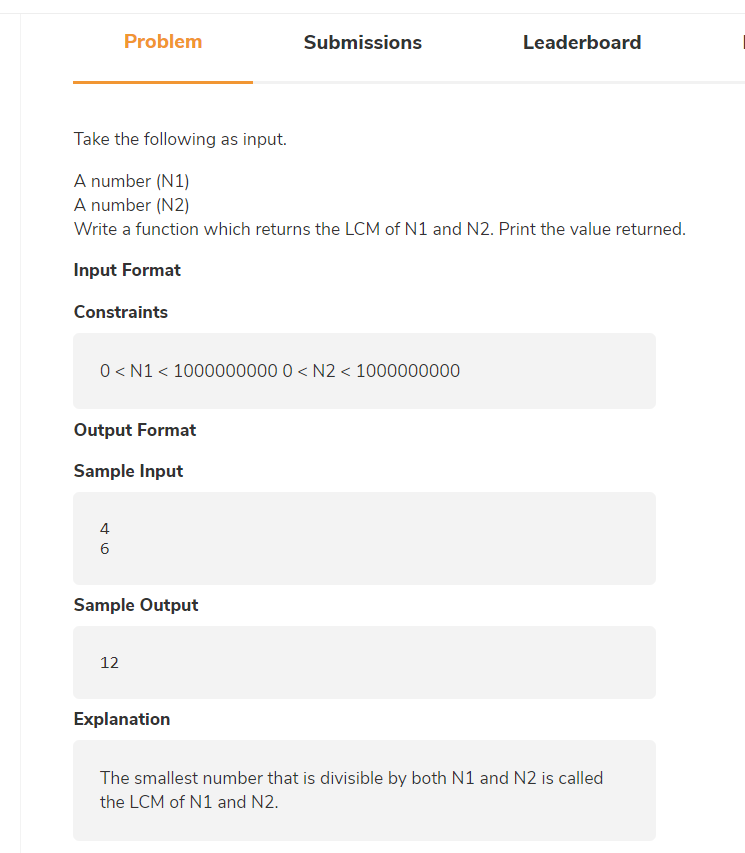 Problem Submissions Leaderboard
Take the following as input.
A number (N1)
A number (N2)
Write a function which returns the LCM of N1 and N2. Print the value returned.
Input Format
Constraints
0 < N1 < 1000000000 0 < N2 < 1000000000
Output Format
Sample Input
4
6
Sample Output
12
Explanation
The smallest number that is divisible by both N1 and N2 is called
the LCM of N1 and N2.